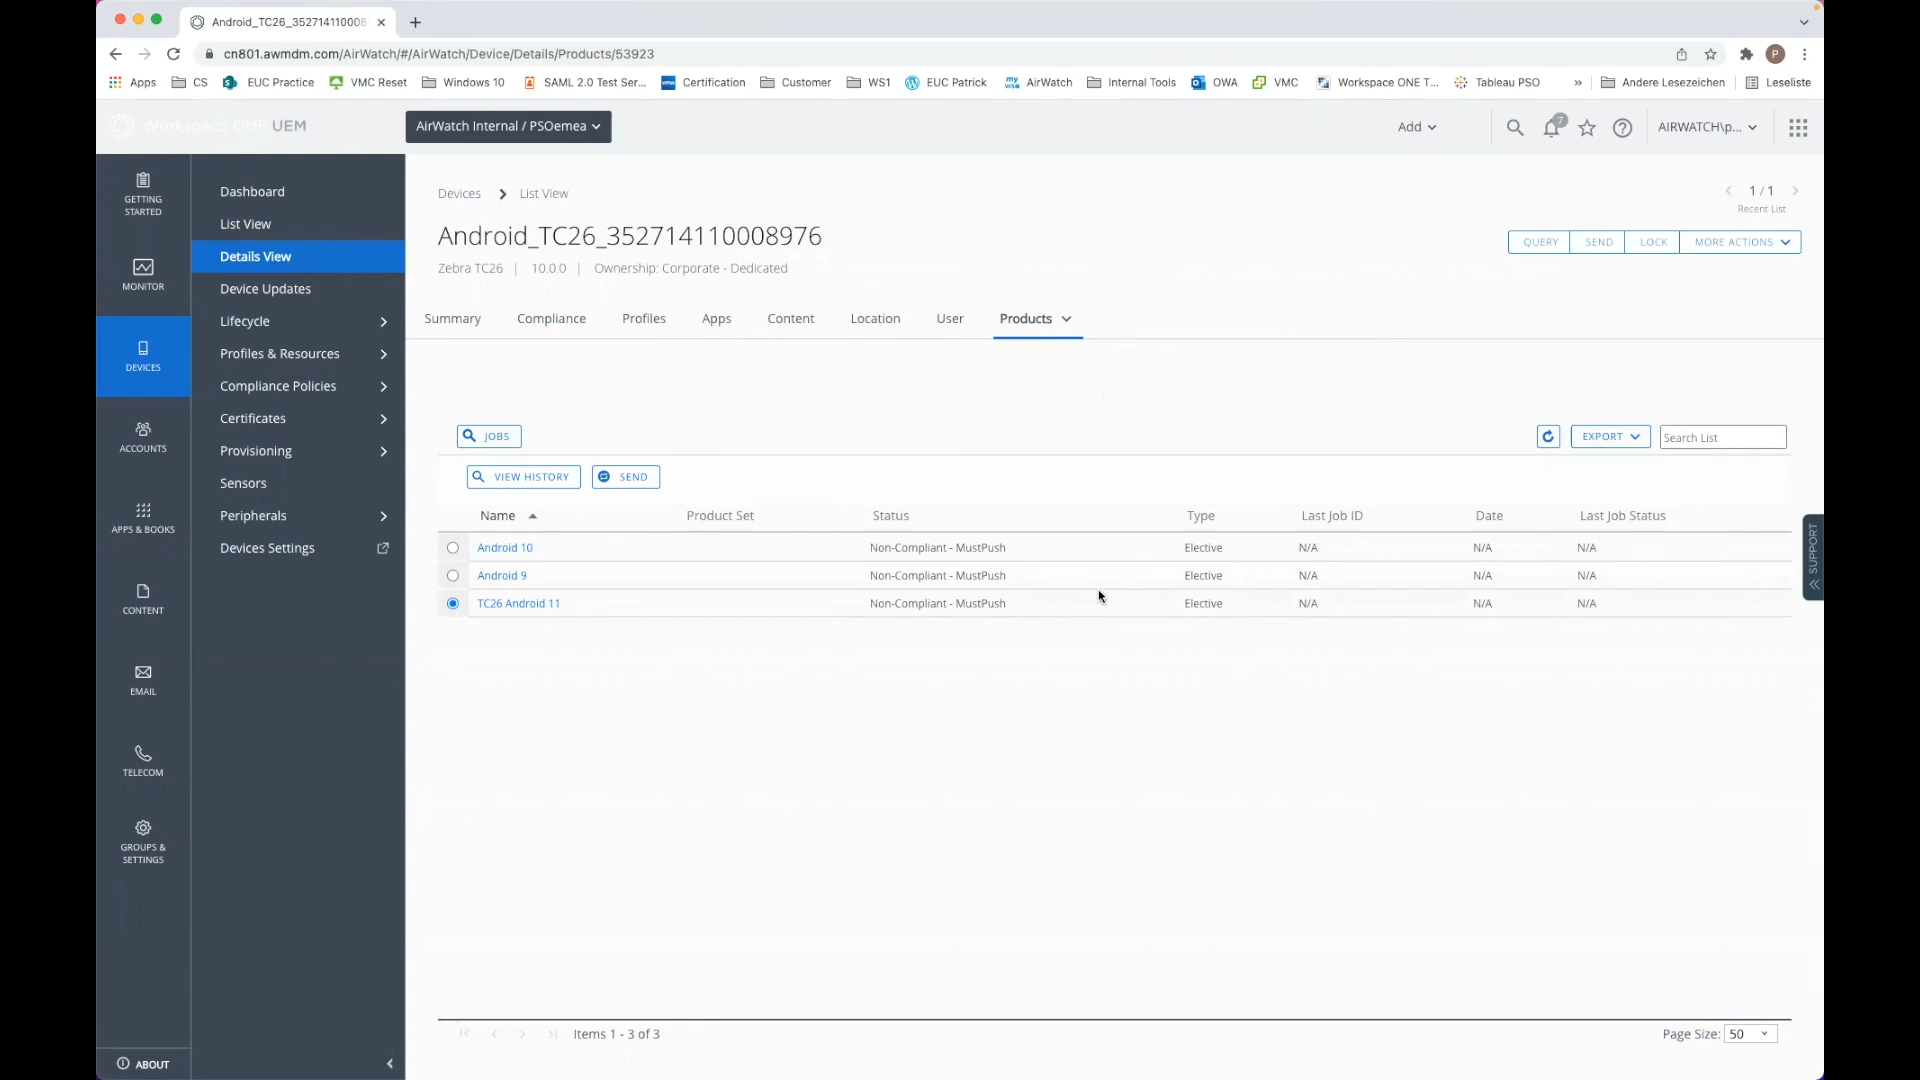 Android_TC26_352714110008
cn801.awmdm.com/AirWatch/#/AirWatch/Device/Details/Products/53923
P
Apps CS EUC Practice VMC Reset Windows 10 SAML 2.0 Test Ser... Certification Customer WS1 EUC Patrick AirWatch Internal Tools OWA VMC Workspace ONE T... Tableau PSO » Andere Lesezeichen Leseliste
Workspace ONE UEM
AirWatch Internal / PSOemea
Add
7
AIRWATCH\p...
GETTING STARTED
MONITOR
DEVICES
ACCOUNTS
APPS & BOOKS
CONTENT
EMAIL
TELECOM
GROUPS & SETTINGS
ABOUT
Dashboard
List View
Details View
Device Updates
Lifecycle
Profiles & Resources
Compliance Policies
Certificates
Provisioning
Sensors
Peripherals
Devices Settings
Devices List View
1 / 1
Recent List
Android_TC26_352714110008976
QUERY SEND LOCK MORE ACTIONS
Zebra TC26 | 10.0.0 | Ownership: Corporate - Dedicated
Summary Compliance Profiles Apps Content Location User Products
JOBS
EXPORT Search List
VIEW HISTORY SEND
Name Product Set Status Type Last Job ID Date Last Job Status
Android 10 Non-Compliant - MustPush Elective N/A N/A N/A
Android 9 Non-Compliant - MustPush Elective N/A N/A N/A
TC26 Android 11 Non-Compliant - MustPush Elective N/A N/A N/A
SUPPORT
Items 1 - 3 of 3
Page Size: 50